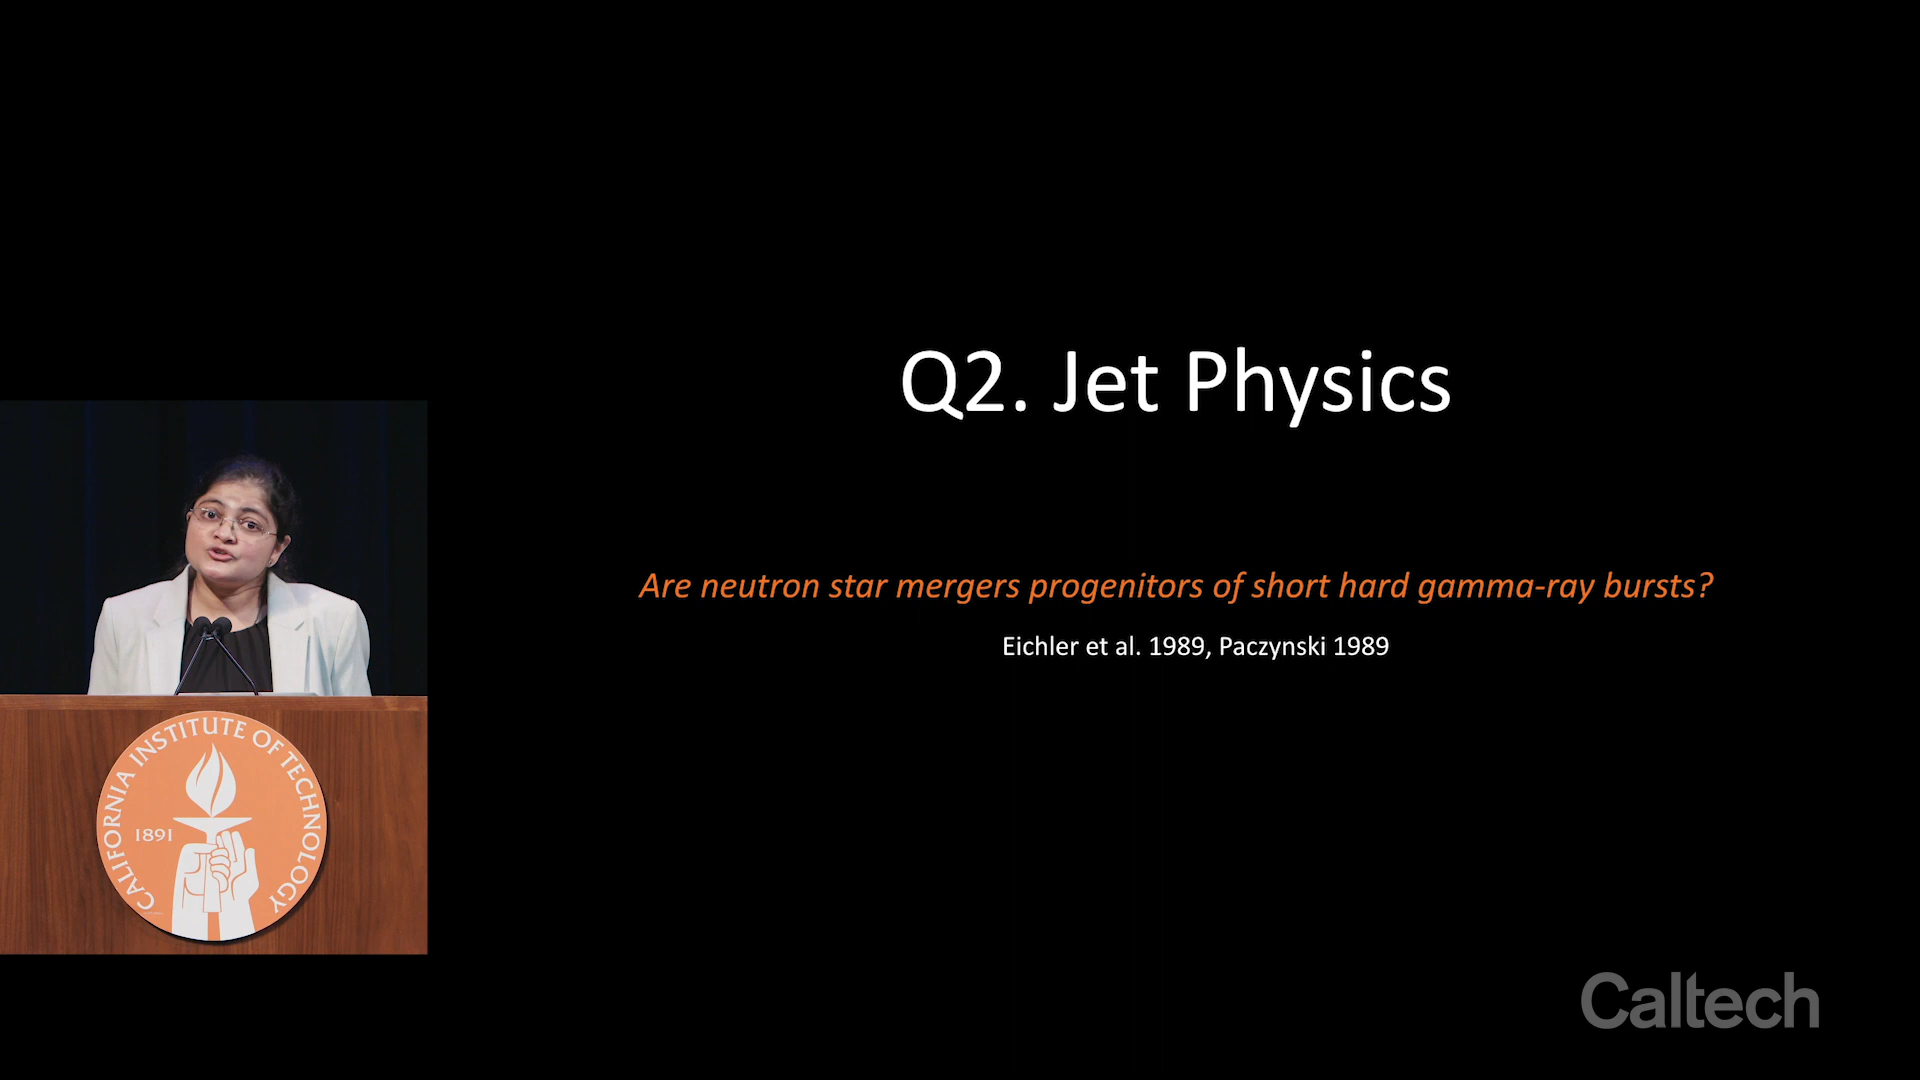 Q2. Jet Physics
Are neutron star mergers progenitors of short hard gamma-ray bursts?
Eichler et al. 1989, Paczynski 1989
CALIFORNIA INSTITUTE OF TECHNOLOGY
1891
Caltech